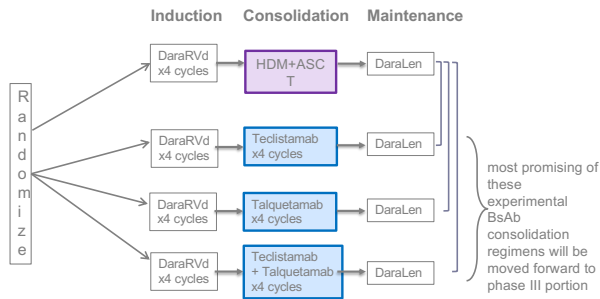 Induction Consolidation Maintenance
Randomize
DaraRVd
x4 cycles
HDM+ASC
T
DaraLen
DaraRVd
x4 cycles
Teclistamab
x4 cycles
DaraLen
DaraRVd
x4 cycles
Talquetamab
x4 cycles
DaraLen
DaraRVd
x4 cycles
Teclistamab
+ Talquetamab
x4 cycles
DaraLen
most promising of
these
experimental
BsAb
consolidation
regimens will be
moved forward to
phase III portion